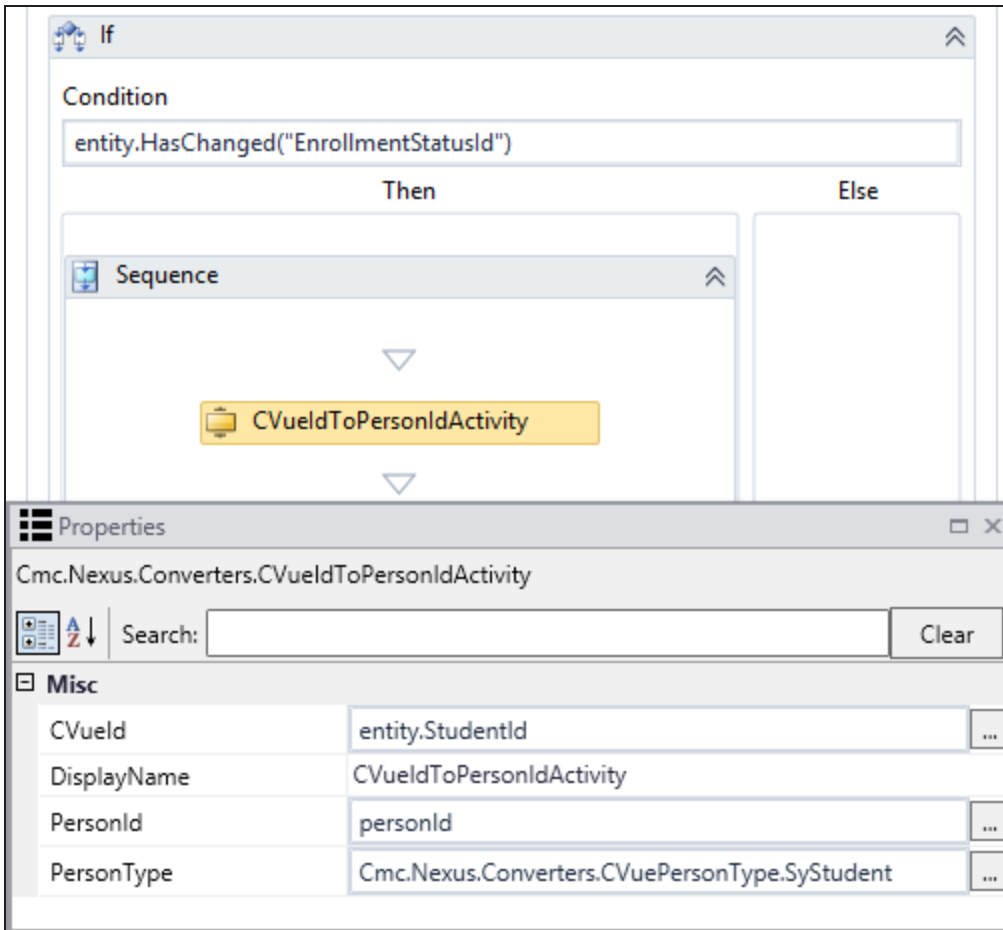 If
Condition
entity.HasChanged("EnrollmentStatusId")
Then Else
Sequence
CVueIdToPersonIdActivity
Properties
Cmc.Nexus.Converters.CVueIdToPersonIdActivity
A Z Search: Clear
Misc
CVueId entity.StudentId ...
DisplayName CVueIdToPersonIdActivity
PersonId personId ...
PersonType Cmc.Nexus.Converters.CVuePersonType.SyStudent ...